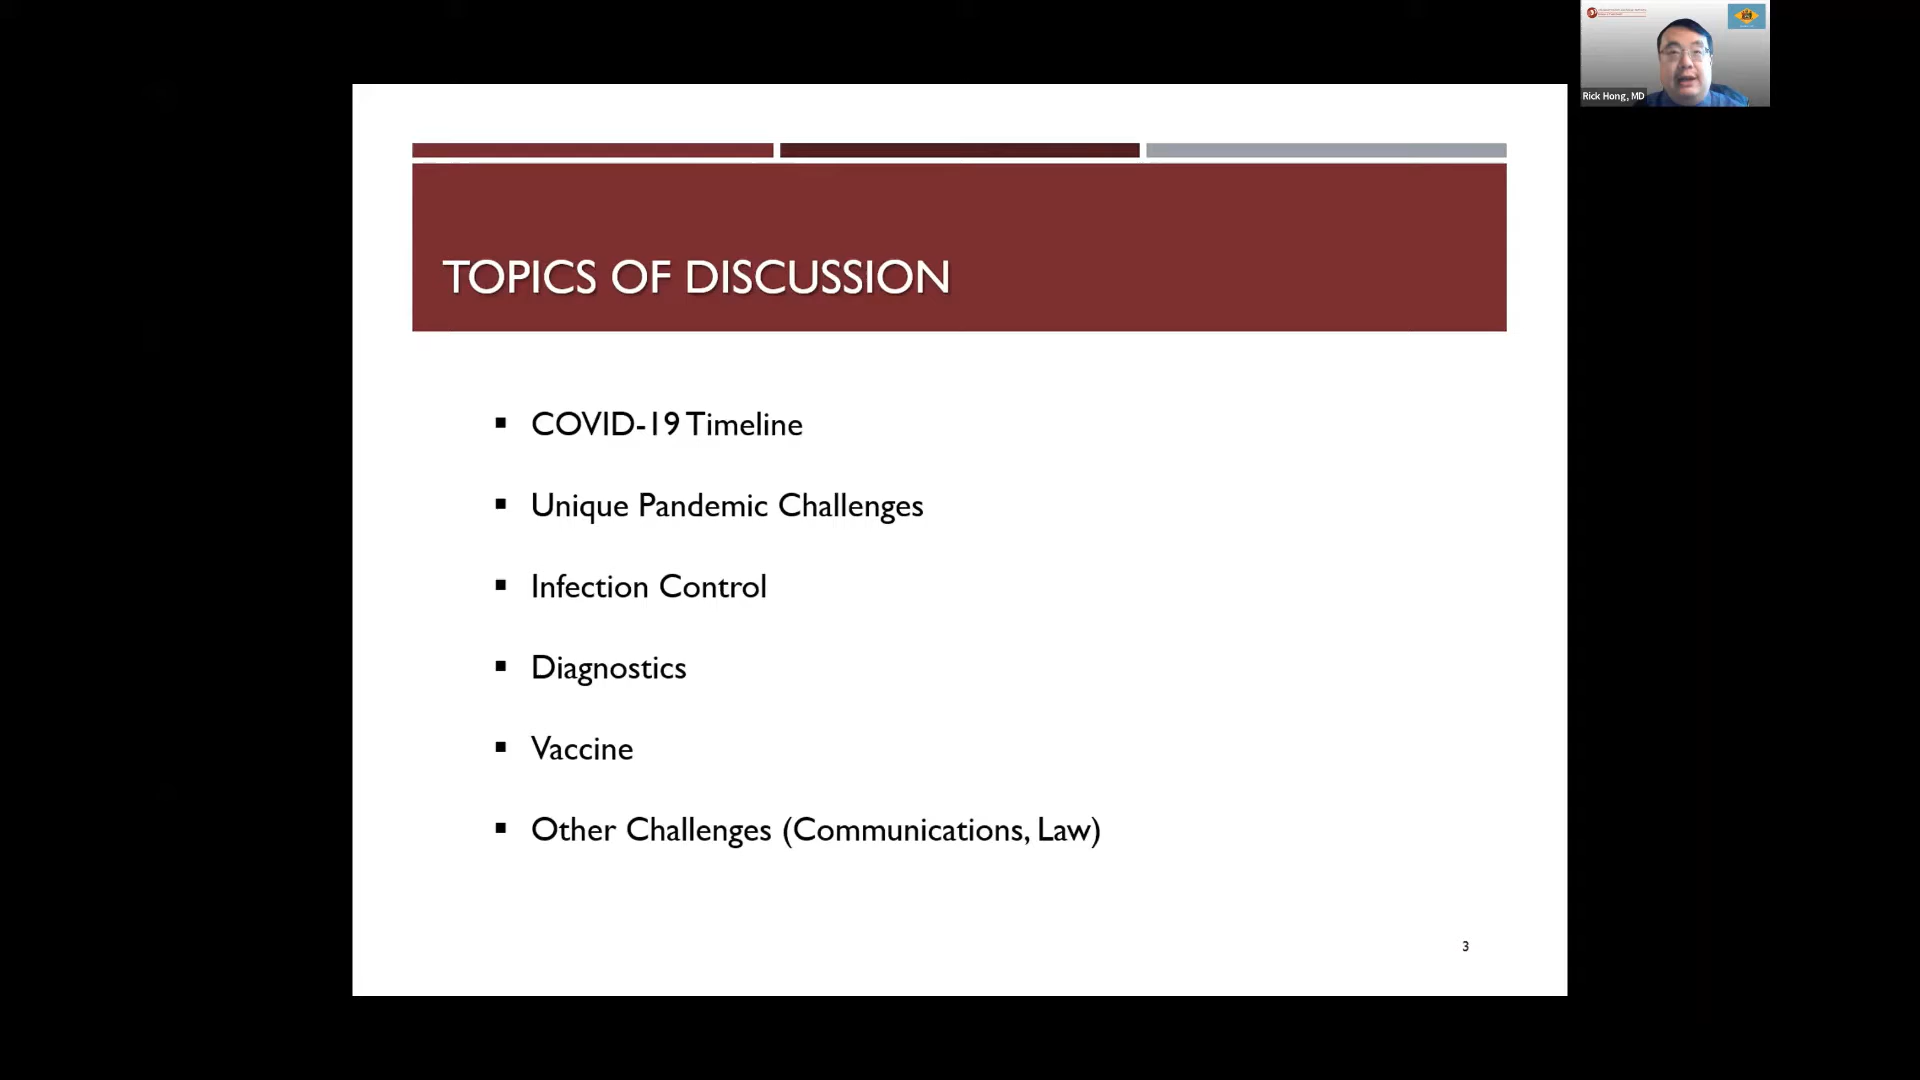 Rick Hong, MD
TOPICS OF DISCUSSION
COVID-19 Timeline
Unique Pandemic Challenges
Infection Control
Diagnostics
Vaccine
Other Challenges (Communications, Law)
3